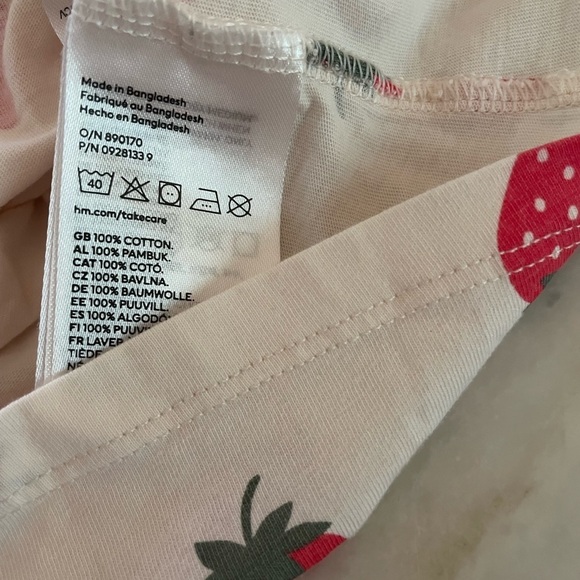 Made in Bangladesh
Fabriqué au Bangladesh
Hecho en Bangladesh
O/N 890170
P/N 0928133 9
40
hm.com/takecare
GB 100% COTTON.
AL 100% PAMBUK.
CAT 100% COTÓ.
CZ 100% BAVLNA.
DE 100% BAUMWOLLE.
EE 100% PUUVILL.
ES 100% ALGODÓ
FI 100% PUUV
FR LAVER
TIÈDE